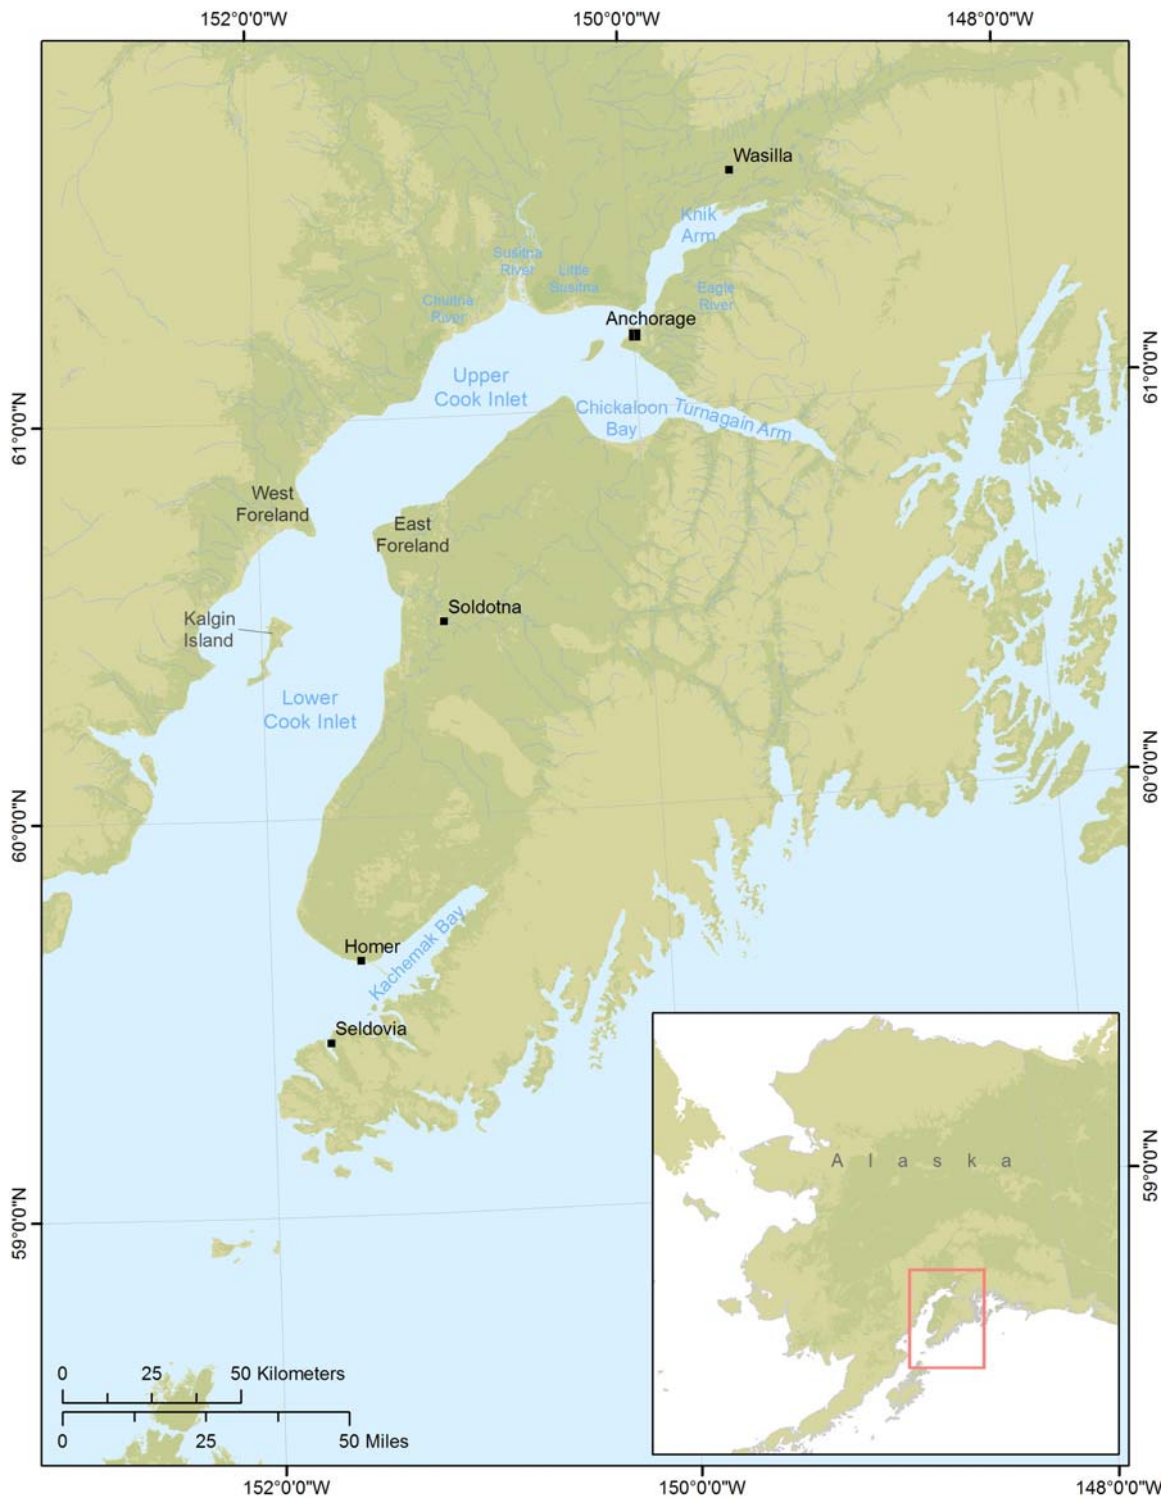 152°0'0"W
150°0'0"W
148°0'0"W
Wasilla
Knik
Arm
Susitna
River
Little
Susitna
Eagle
River
Chuitna
River
Anchorage
61°0'0"N
61°0'0"N
Upper
Cook Inlet
Chickaloon
Bay
Turnagain Arm
West
Foreland
East
Foreland
Soldotna
Kalgin
Island
Lower
Cook Inlet
60°0'0"N
60°0'0"N
Homer
Kachemak Bay
Seldovia
Alaska
59°0'0"N
59°0'0"N
0 25 50 Kilometers
0 25 50 Miles
152°0'0"W
150°0'0"W
148°0'0"W